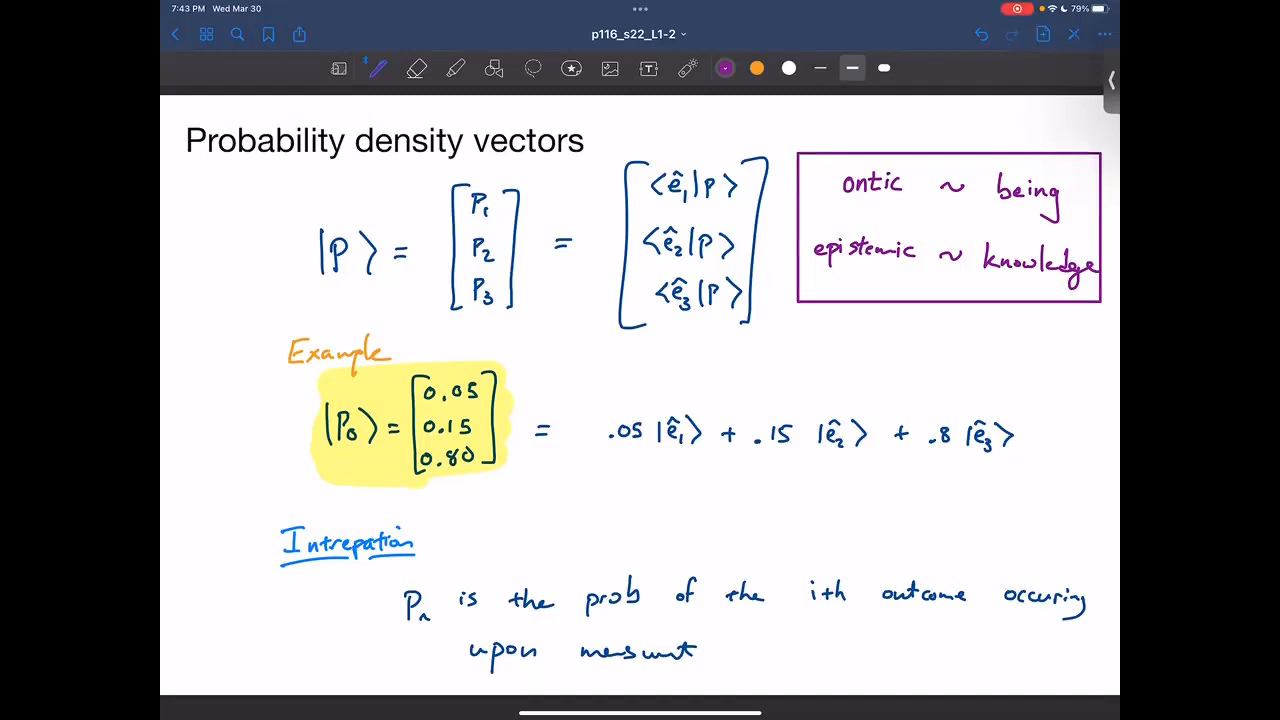 7:43 PM Wed Mar 30
79%
p116_s22_L1-2
Probability density vectors
|P⟩ = [P₁ P₂ P₃] = [⟨ê₁|P⟩ ⟨ê₂|P⟩ ⟨ê₃|P⟩]
ontic ~ being
epistemic ~ knowledge
Example
|P₀⟩ = [0.05 0.15 0.80] = .05 |ê₁⟩ + .15 |ê₂⟩ + .8 |ê₃⟩
Intrepation
is the prob of the ith outcome occuring
upon